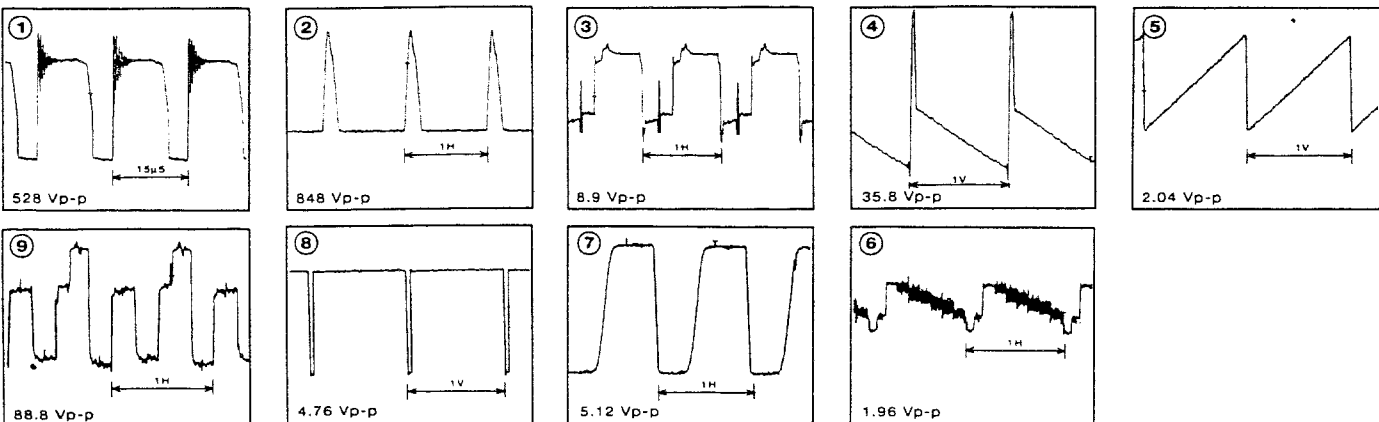 ①
②
③
④
⑤
15µS
1H
1H
1V
1V
528 Vp-p
848 Vp-p
8.9 Vp-p
35.8 Vp-p
2.04 Vp-p
⑨
⑧
⑦
⑥
1H
1V
1H
1H
88.8 Vp-p
4.76 Vp-p
5.12 Vp-p
1.96 Vp-p